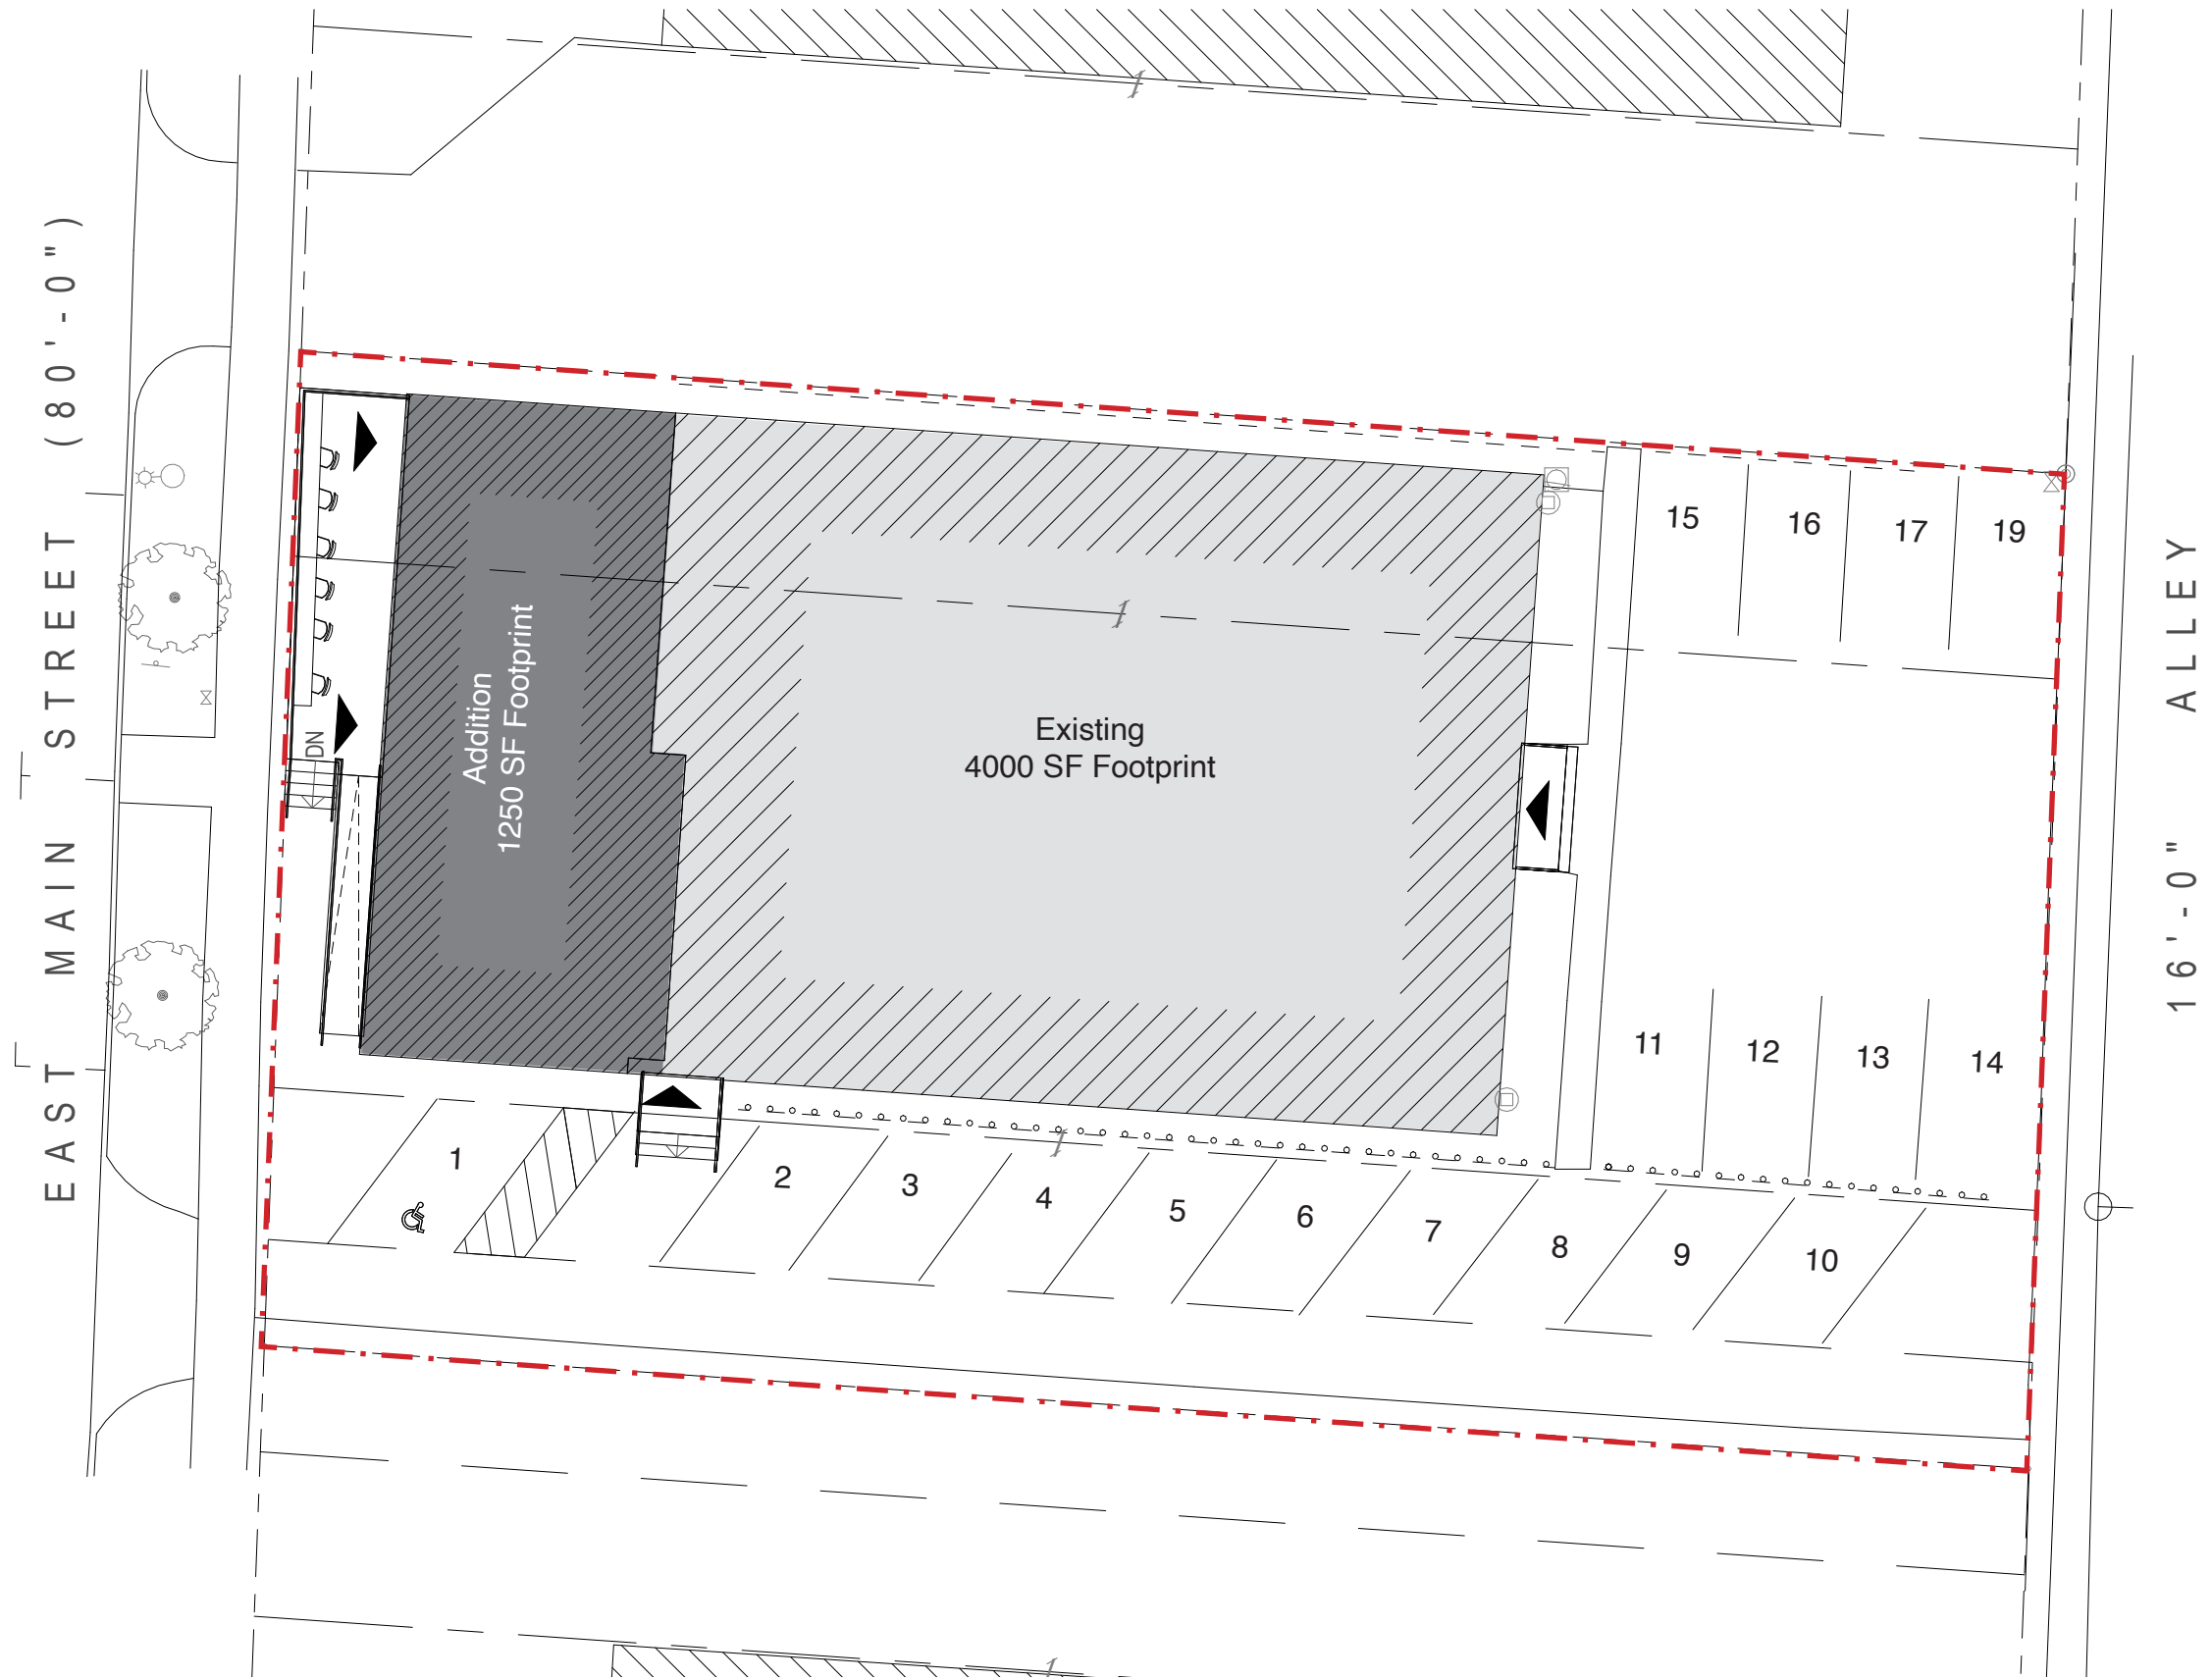 EAST MAIN STREET (80'-0")
DN
Addition
1250 SF Footprint
Existing
4000 SF Footprint
15 16 17 19
11 12 13 14
1 2 3 4 5 6 7 8 9 10
16'-0" ALLEY